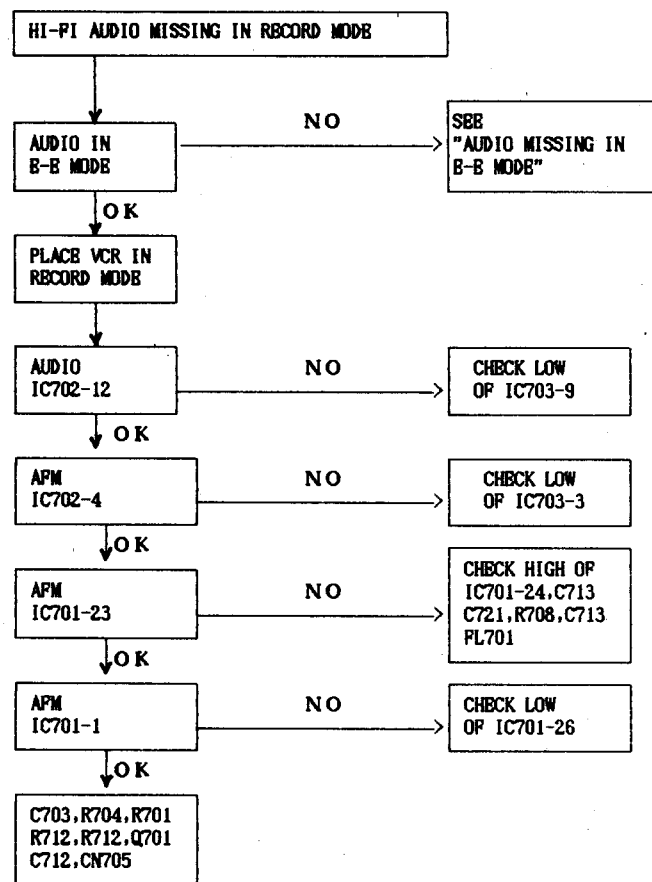 HI-FI AUDIO MISSING IN RECORD MODE
AUDIO IN
E-E MODE
NO
SEE
"AUDIO MISSING IN
E-E MODE"
OK
PLACE VCR IN
RECORD MODE
AUDIO
IC702-12
NO
CHECK LOW
OF IC703-9
OK
AFM
IC702-4
NO
CHECK LOW
OF IC703-3
OK
AFM
IC701-23
NO
CHECK HIGH OF
IC701-24,C713
C721,R708,C713
FL701
OK
AFM
IC701-1
NO
CHECK LOW
OF IC701-26
OK
C703,R704,R701
R712,R712,Q701
C712,CN705